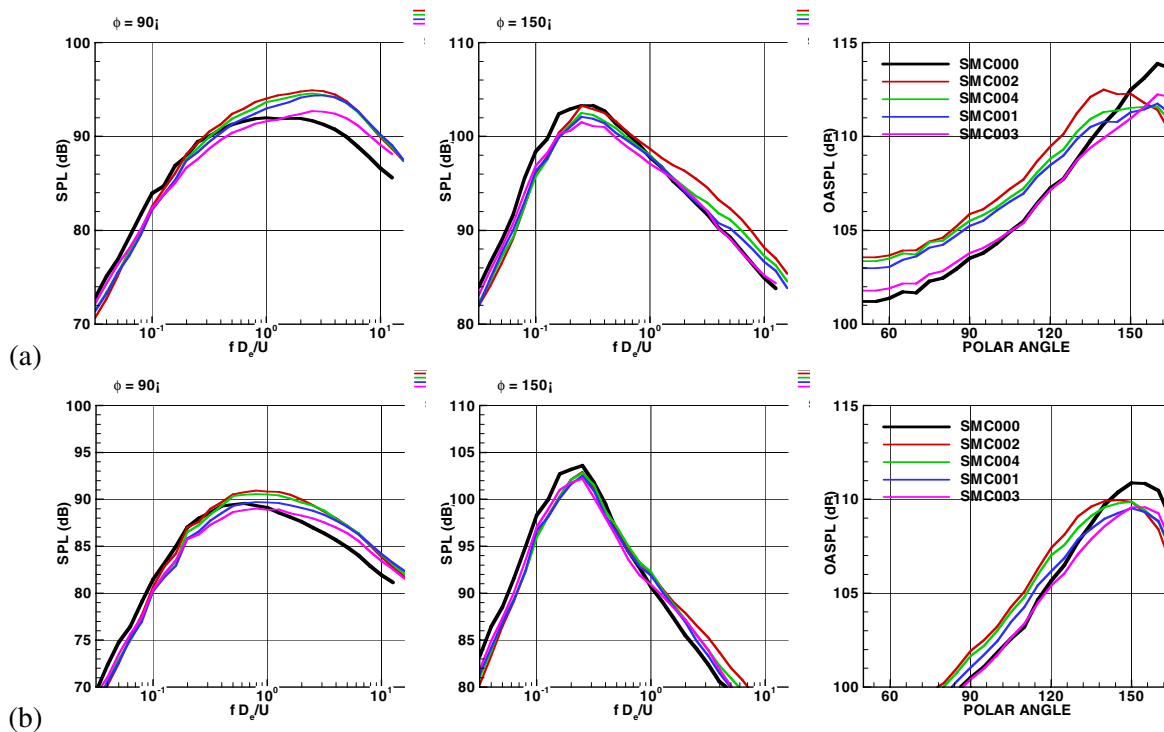 (a)
ϕ = 90¡
SPL (dB)
100
90
80
70
10-1
100
101
f De/U
ϕ = 150¡
SPL (dB)
110
100
90
80
10-1
100
101
f De/U
OASPL (dB)
115
110
105
100
60
90
120
150
POLAR ANGLE
SMC000
SMC002
SMC004
SMC001
SMC003
(b)
ϕ = 90¡
SPL (dB)
100
95
90
85
80
75
70
10-1
100
101
f De/U
ϕ = 150¡
SPL (dB)
110
105
100
95
90
85
80
10-1
100
101
f De/U
OASPL (dB)
115
110
105
100
60
90
120
150
POLAR ANGLE
SMC000
SMC002
SMC004
SMC001
SMC003